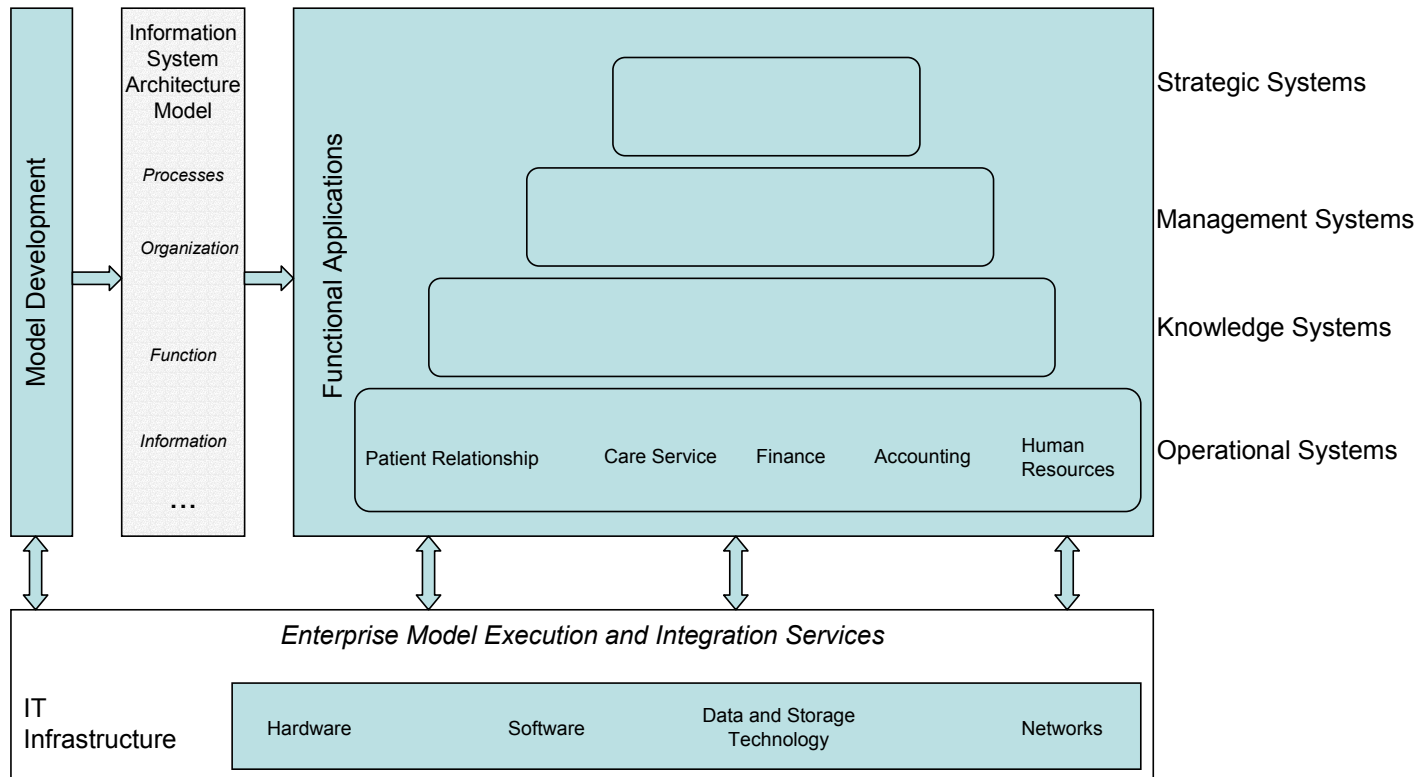 Model Development
Information
System
Architecture
Model
Processes
Organization
Function
Information
...
Functional Applications
Strategic Systems
Management Systems
Knowledge Systems
Operational Systems
Patient Relationship
Care Service
Finance
Accounting
Human
Resources
Enterprise Model Execution and Integration Services
IT
Infrastructure
Hardware
Software
Data and Storage
Technology
Networks